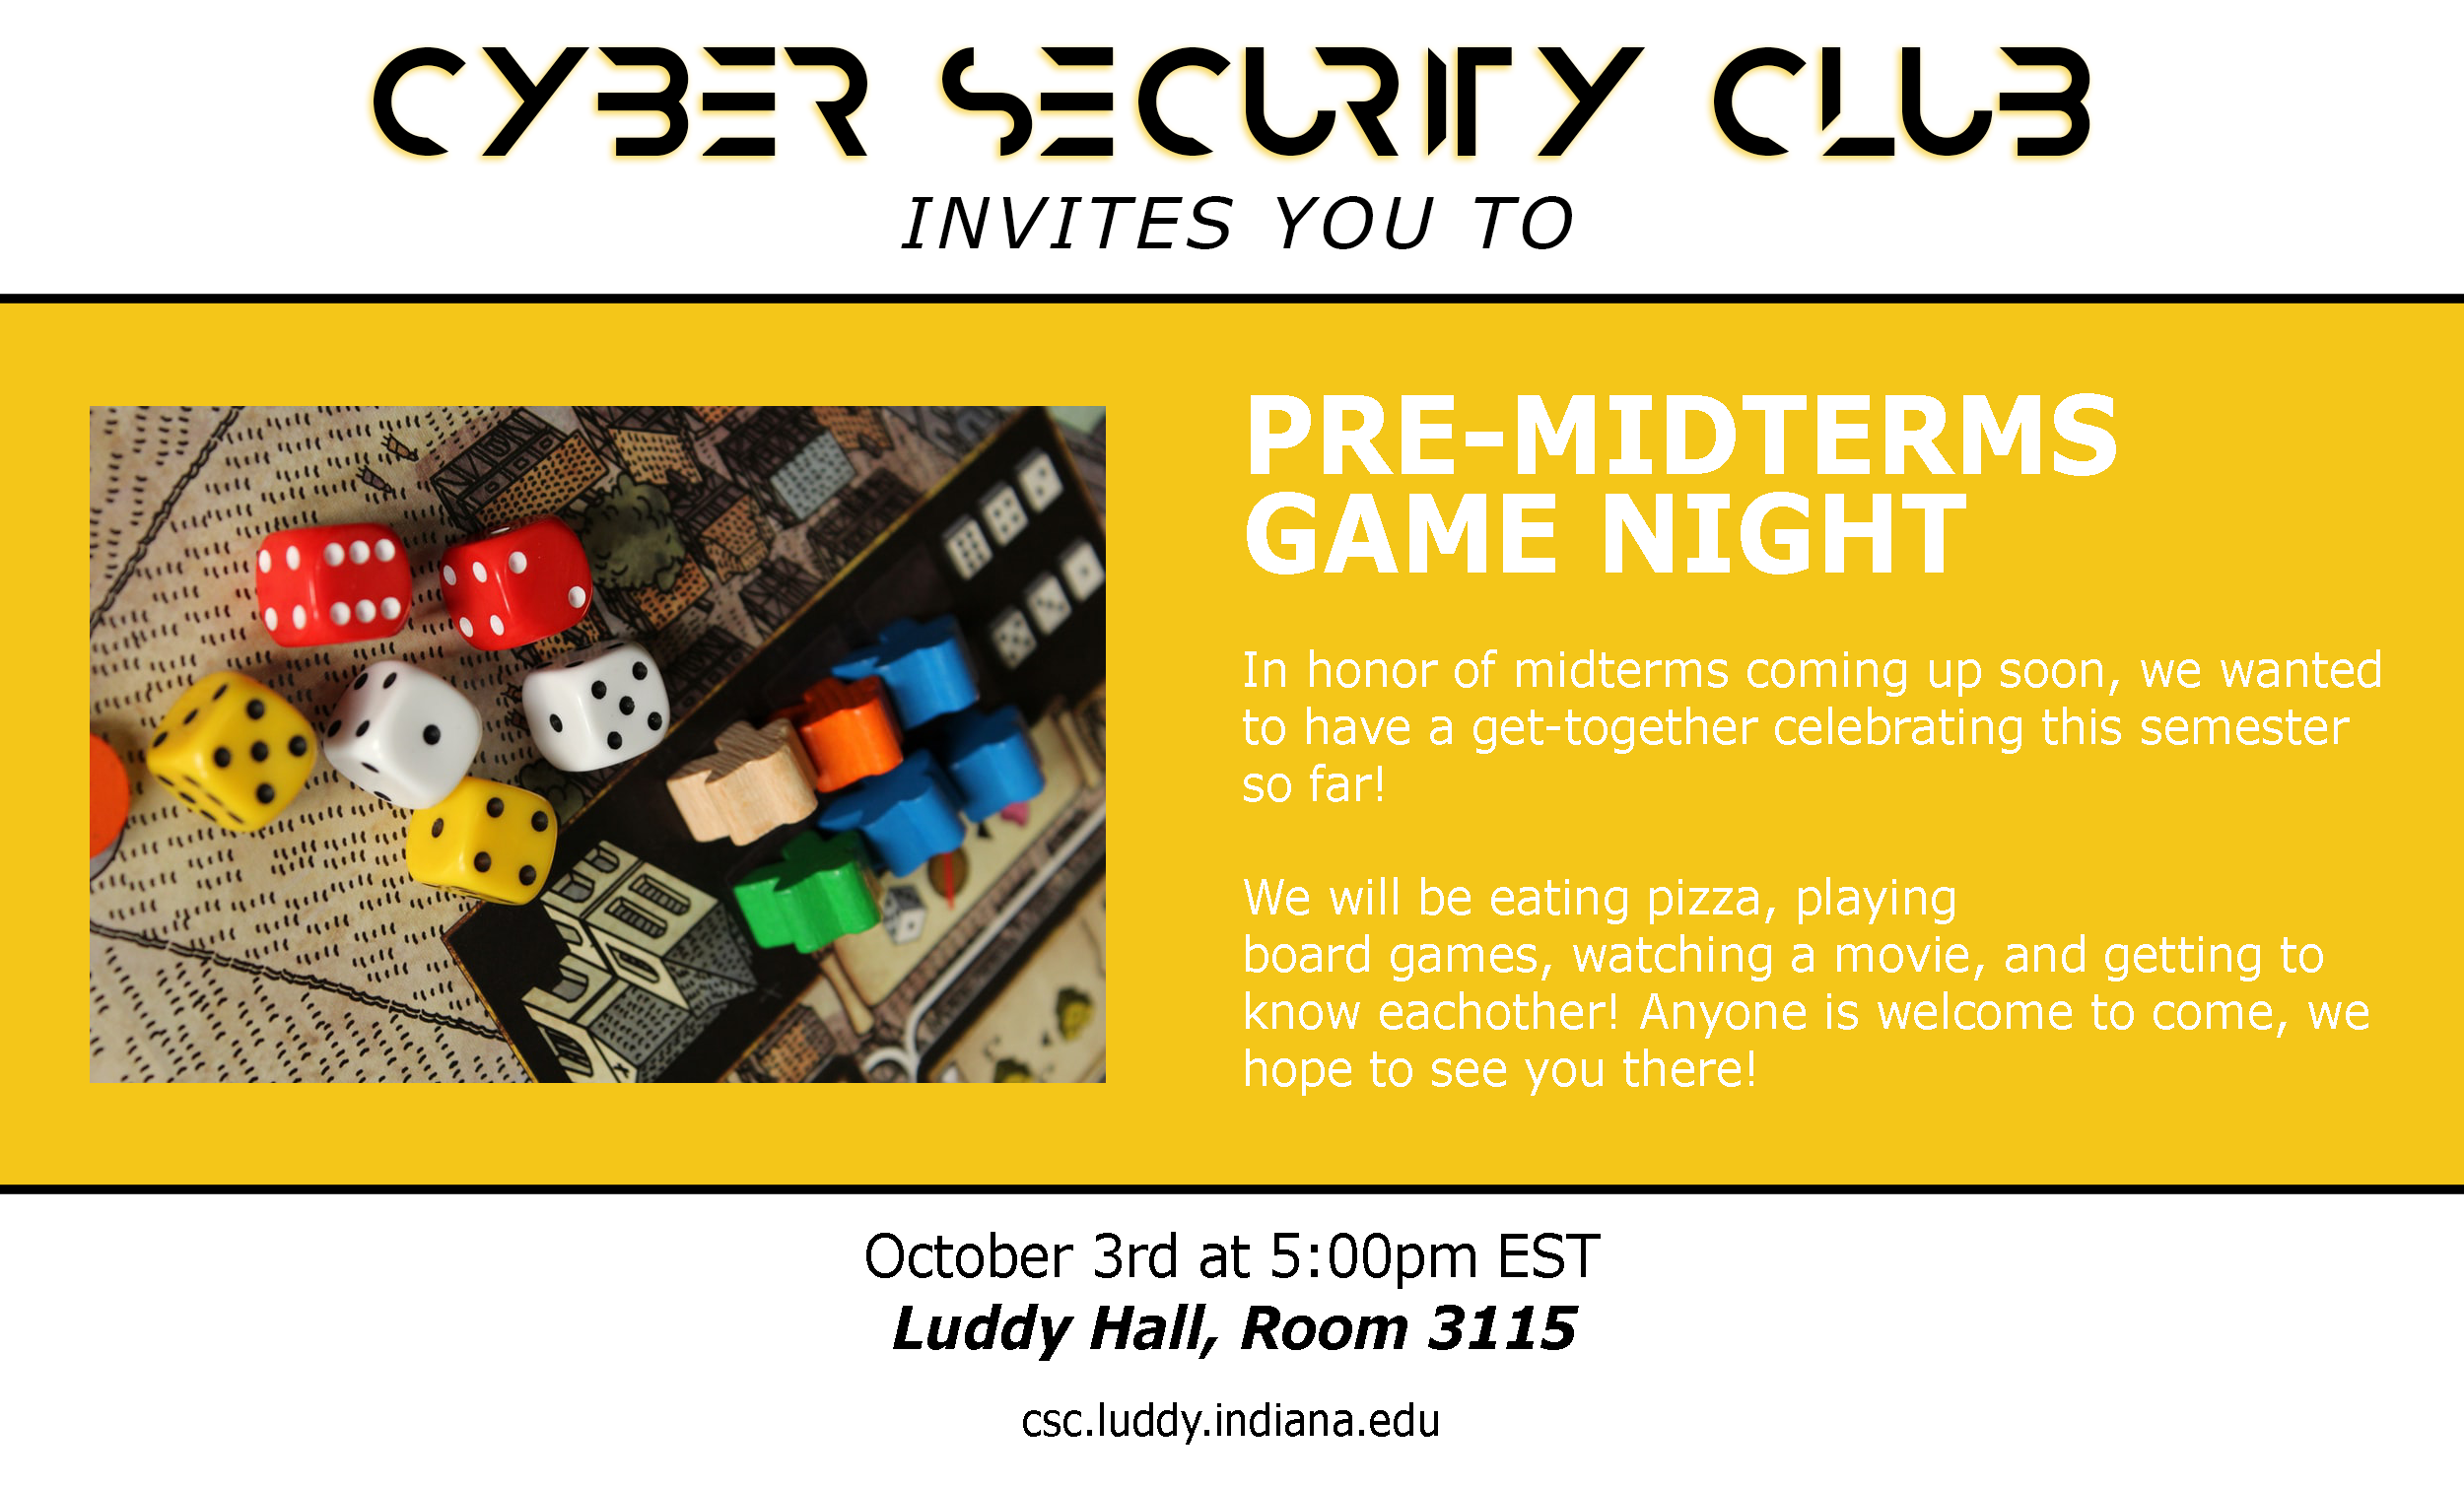 CYBER SECURITY CLUB
INVITES YOU TO
PRE-MIDTERMS
GAME NIGHT
In honor of midterms coming up soon, we wanted
to have a get-together celebrating this semester
so far!
We will be eating pizza, playing
board games, watching a movie, and getting to
know eachother! Anyone is welcome to come, we
hope to see you there!
October 3rd at 5:00pm EST
Luddy Hall, Room 3115
csc.luddy.indiana.edu